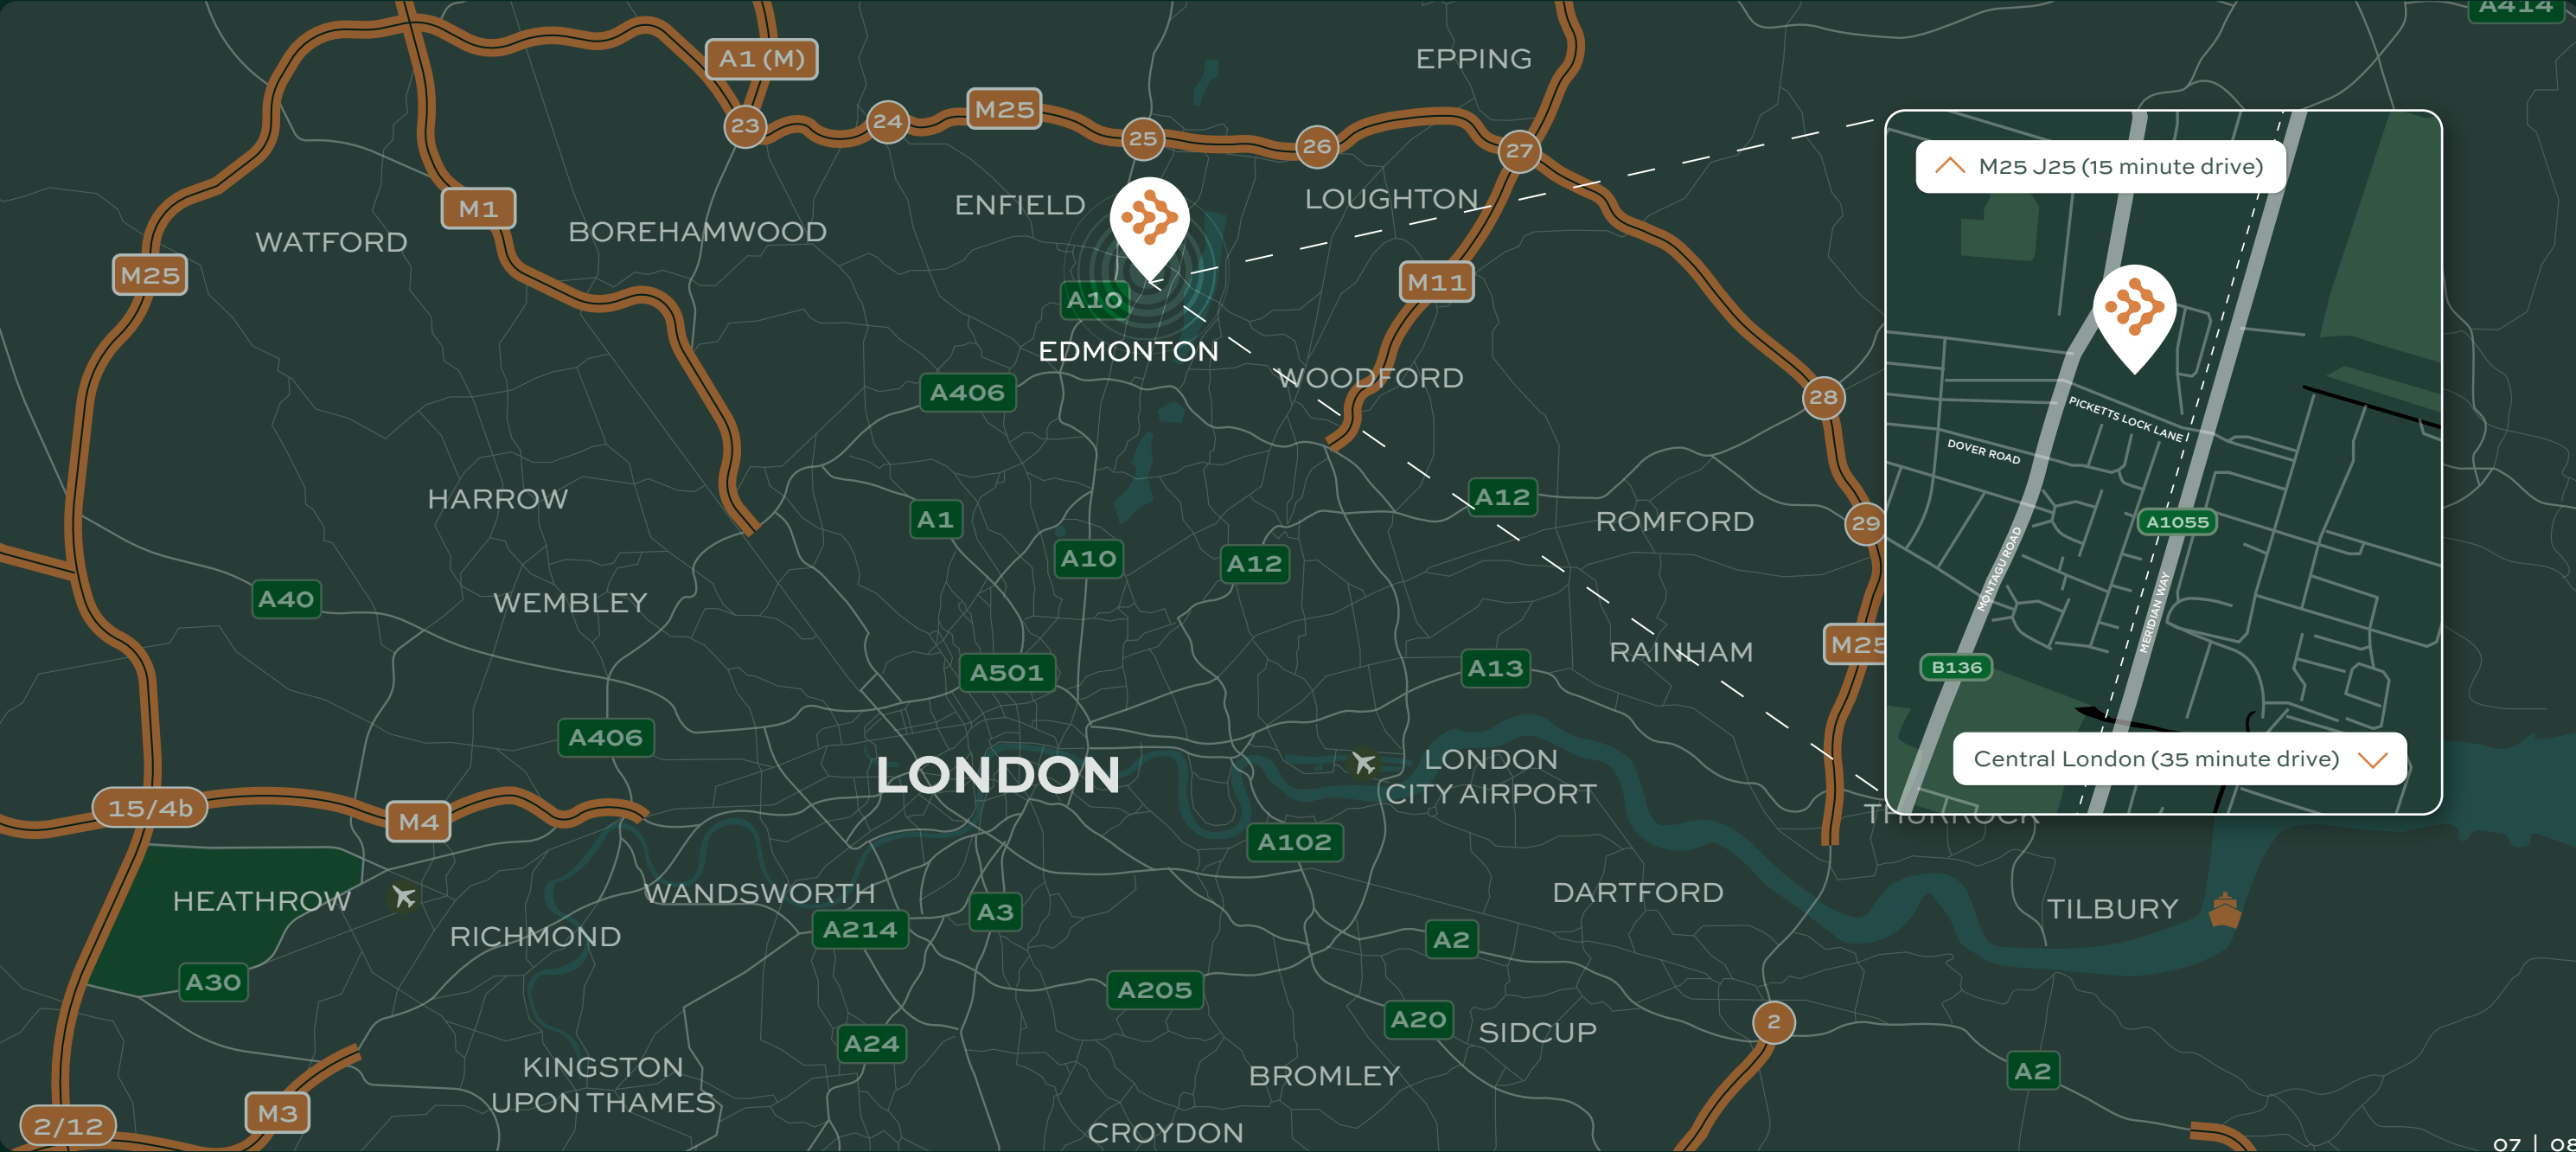 A414
EPPING
A1 (M)
M25
23
24
25
26
27
M1
ENFIELD
LOUGHTON
M25 J25 (15 minute drive)
WATFORD
BOREHAMWOOD
M25
A10
M11
EDMONTON
WOODFORD
A406
28
PICKETTS LOCK LANE
DOVER ROAD
HARROW
A1
A12
ROMFORD
29
A1055
A10
A12
MONTAGU ROAD
A40
WEMBLEY
MERIDIAN WAY
A501
A13
RAINHAM
M25
B136
A406
LONDON
LONDON
CITY AIRPORT
Central London (35 minute drive)
15/4b
M4
A102
THURROCK
HEATHROW
WANDSWORTH
A3
DARTFORD
TILBURY
RICHMOND
A214
A2
A30
A205
A20
SIDCUP
2
A24
KINGSTON
UPON THAMES
BROMLEY
A2
M3
2/12
CROYDON
07 | 08